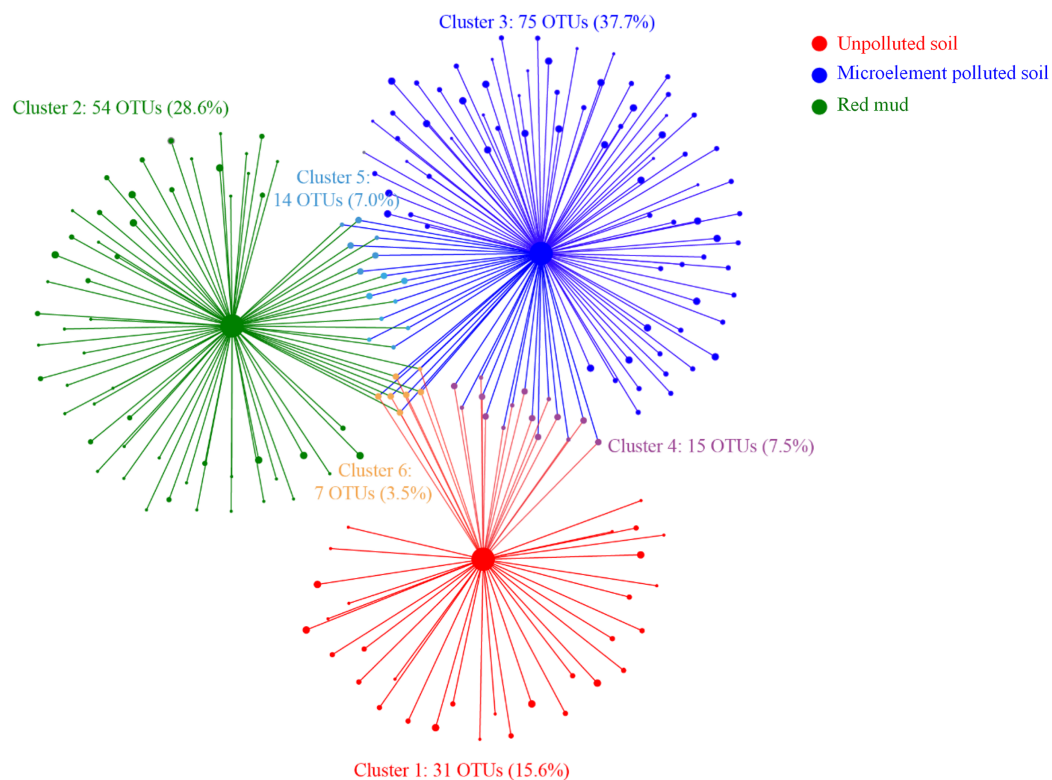 Cluster 3: 75 OTUs (37.7%)
Unpolluted soil
Microelement polluted soil
Red mud
Cluster 2: 54 OTUs (28.6%)
Cluster 5:
14 OTUs (7.0%)
Cluster 4: 15 OTUs (7.5%)
Cluster 6:
7 OTUs (3.5%)
Cluster 1: 31 OTUs (15.6%)